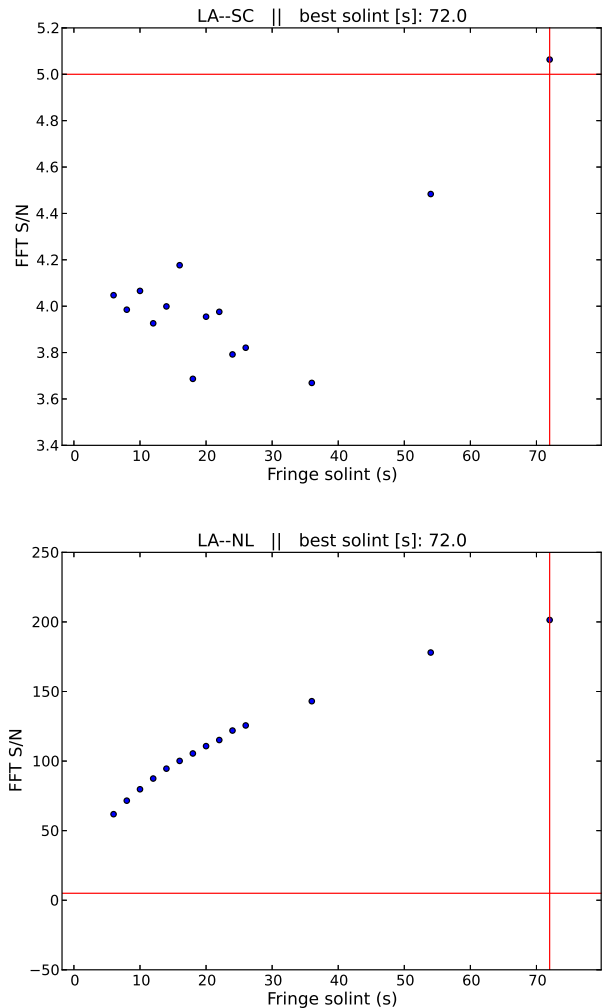 LA--SC || best solint [s]: 72.0
5.2
5.0
4.8
4.6
4.4
4.2
4.0
3.8
3.6
3.4
FFT S/N
0 10 20 30 40 50 60 70
Fringe solint (s)
LA--NL || best solint [s]: 72.0
250
200
150
100
50
0
−50
FFT S/N
0 10 20 30 40 50 60 70
Fringe solint (s)